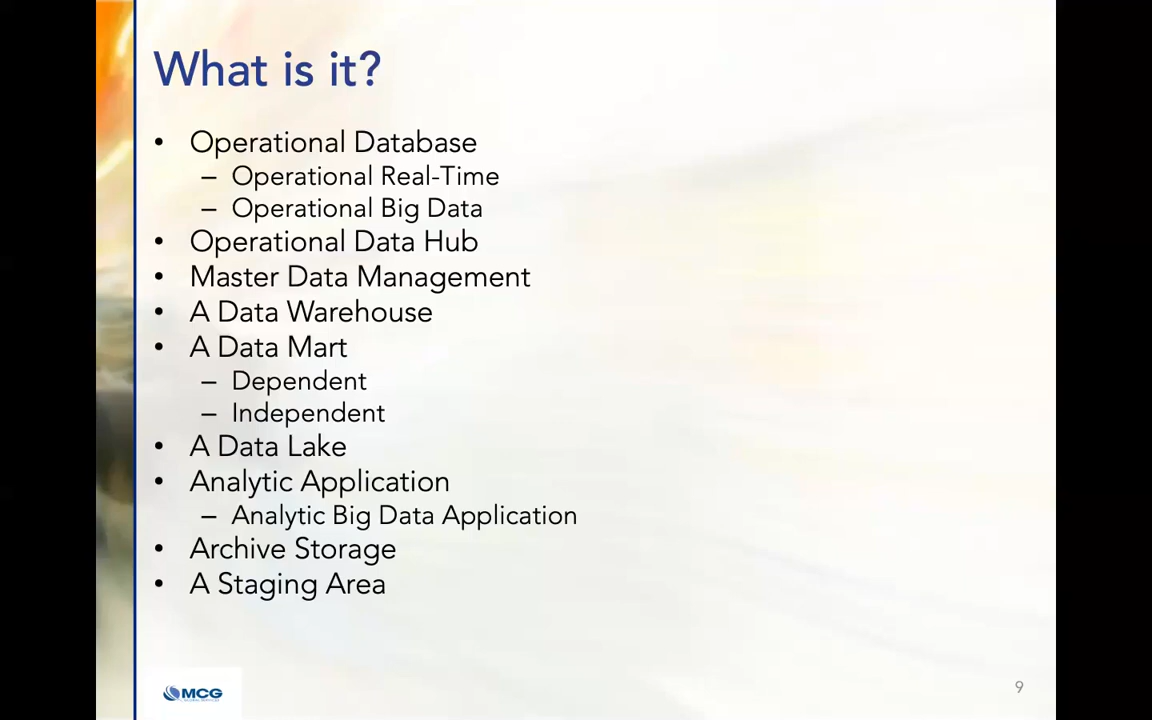 What is it?
• Operational Database
– Operational Real-Time
– Operational Big Data
• Operational Data Hub
• Master Data Management
• A Data Warehouse
• A Data Mart
– Dependent
– Independent
• A Data Lake
• Analytic Application
– Analytic Big Data Application
• Archive Storage
• A Staging Area
MCG
9